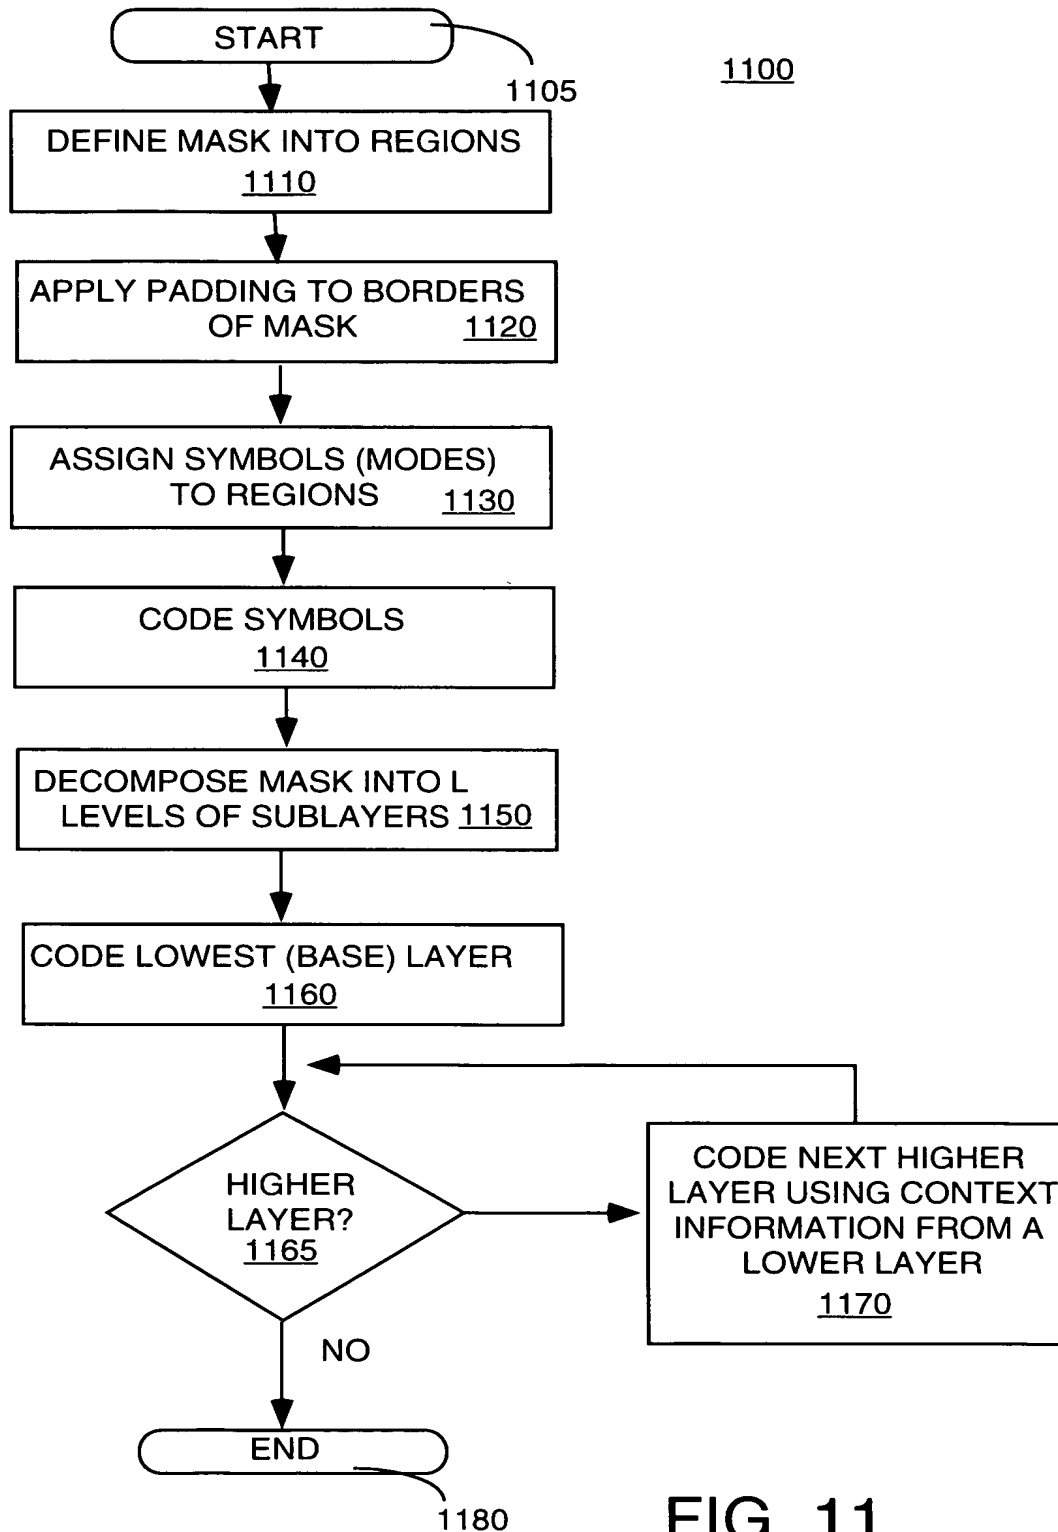 START
1105
1100
DEFINE MASK INTO REGIONS
1110
APPLY PADDING TO BORDERS
OF MASK 1120
ASSIGN SYMBOLS (MODES)
TO REGIONS 1130
CODE SYMBOLS
1140
DECOMPOSE MASK INTO L
LEVELS OF SUBLAYERS 1150
CODE LOWEST (BASE) LAYER
1160
HIGHER
LAYER?
1165
CODE NEXT HIGHER
LAYER USING CONTEXT
INFORMATION FROM A
LOWER LAYER
1170
NO
END
1180
FIG. 11